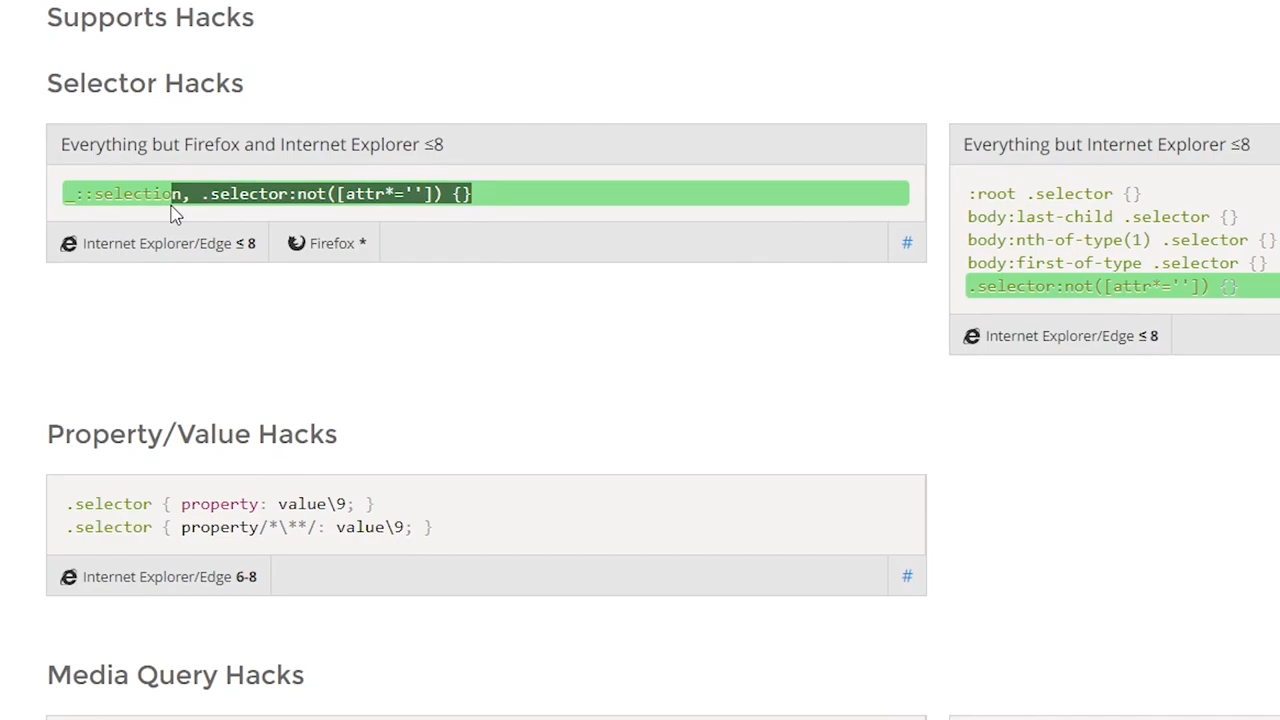 Supports Hacks
Selector Hacks
Everything but Firefox and Internet Explorer ≤8
_::selection, .selector:not([attr*='']) {}
Internet Explorer/Edge ≤ 8
Firefox *
#
Everything but Internet Explorer ≤8
:root .selector {}
body:last-child .selector {}
body:nth-of-type(1) .selector {}
body:first-of-type .selector {}
.selector:not([attr*='']) {}
Internet Explorer/Edge ≤ 8
Property/Value Hacks
.selector { property: value\9; }
.selector { property/*\**/: value\9; }
Internet Explorer/Edge 6-8
#
Media Query Hacks